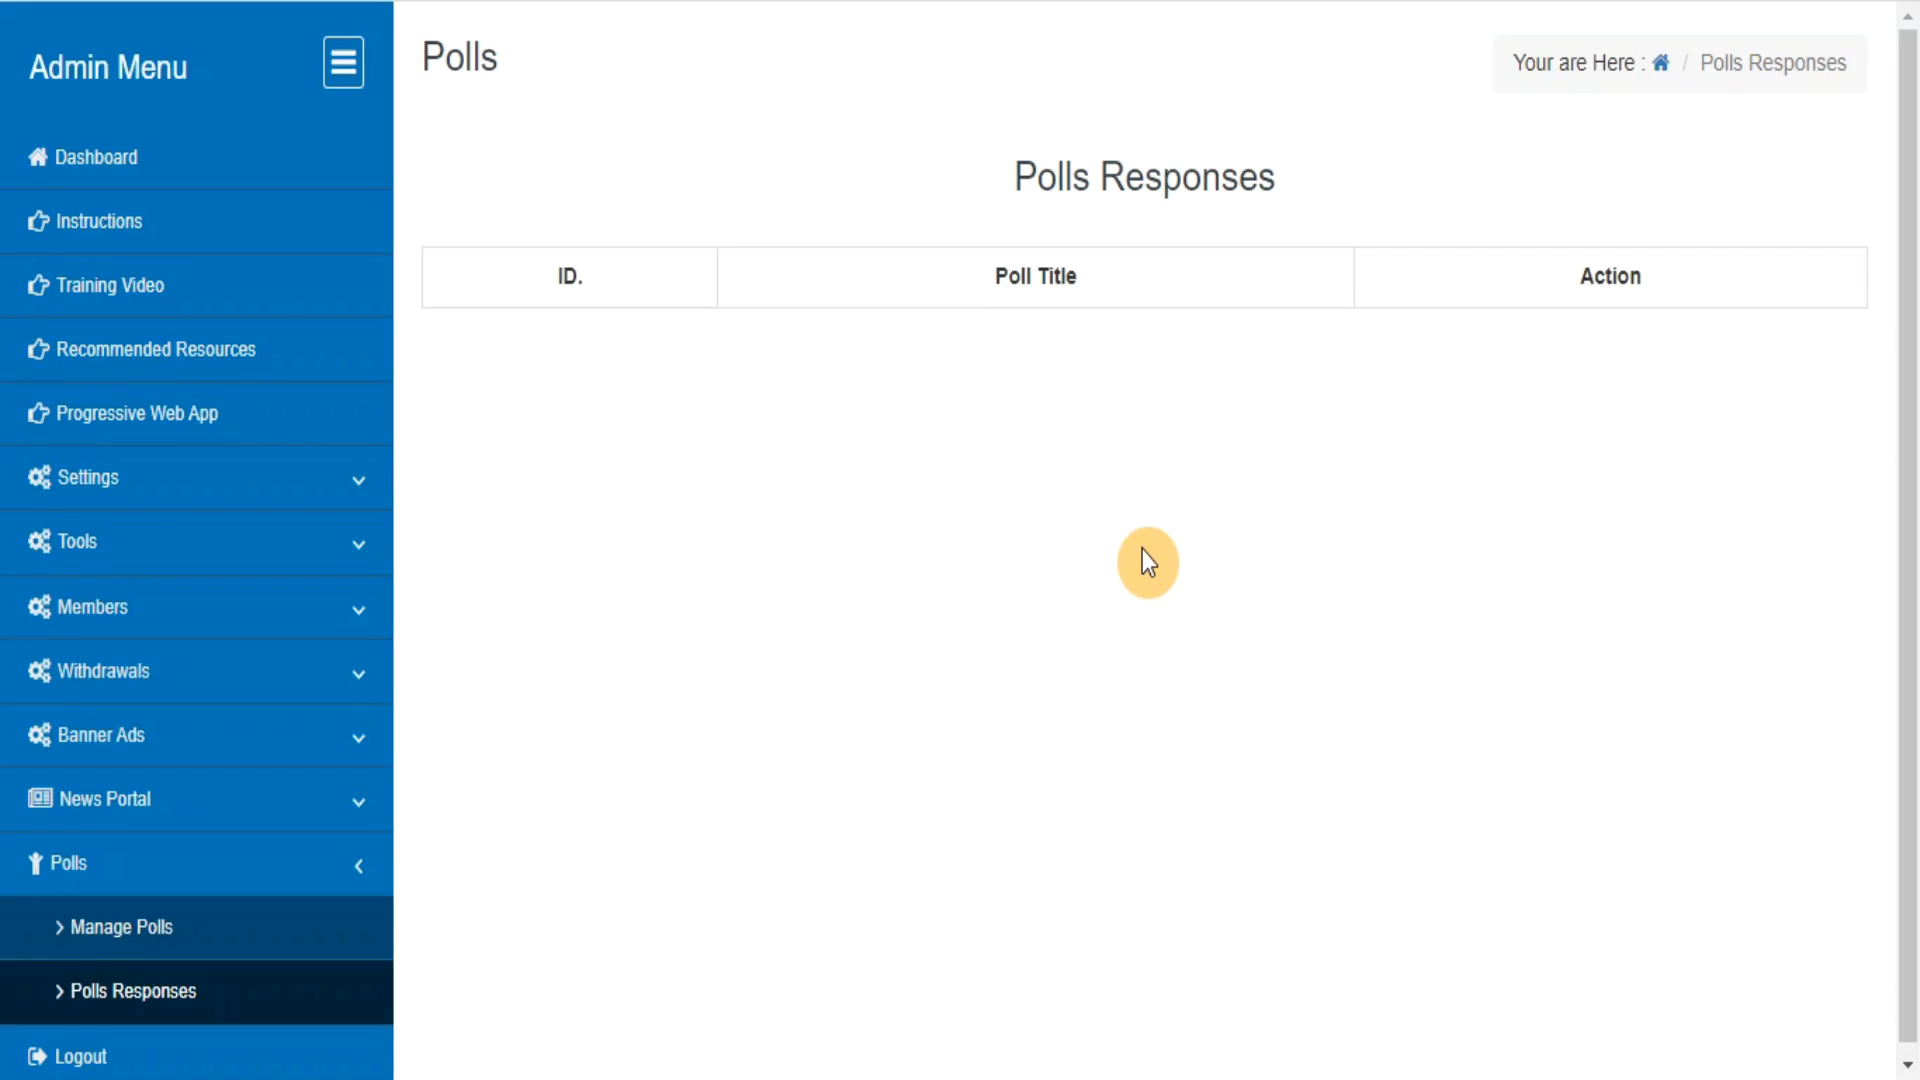 Admin Menu
Dashboard
Instructions
Training Video
Recommended Resources
Progressive Web App
Settings
Tools
Members
Withdrawals
Banner Ads
News Portal
Polls
Manage Polls
Polls Responses
Logout
Polls
Your are Here : / Polls Responses
Polls Responses
ID. Poll Title Action